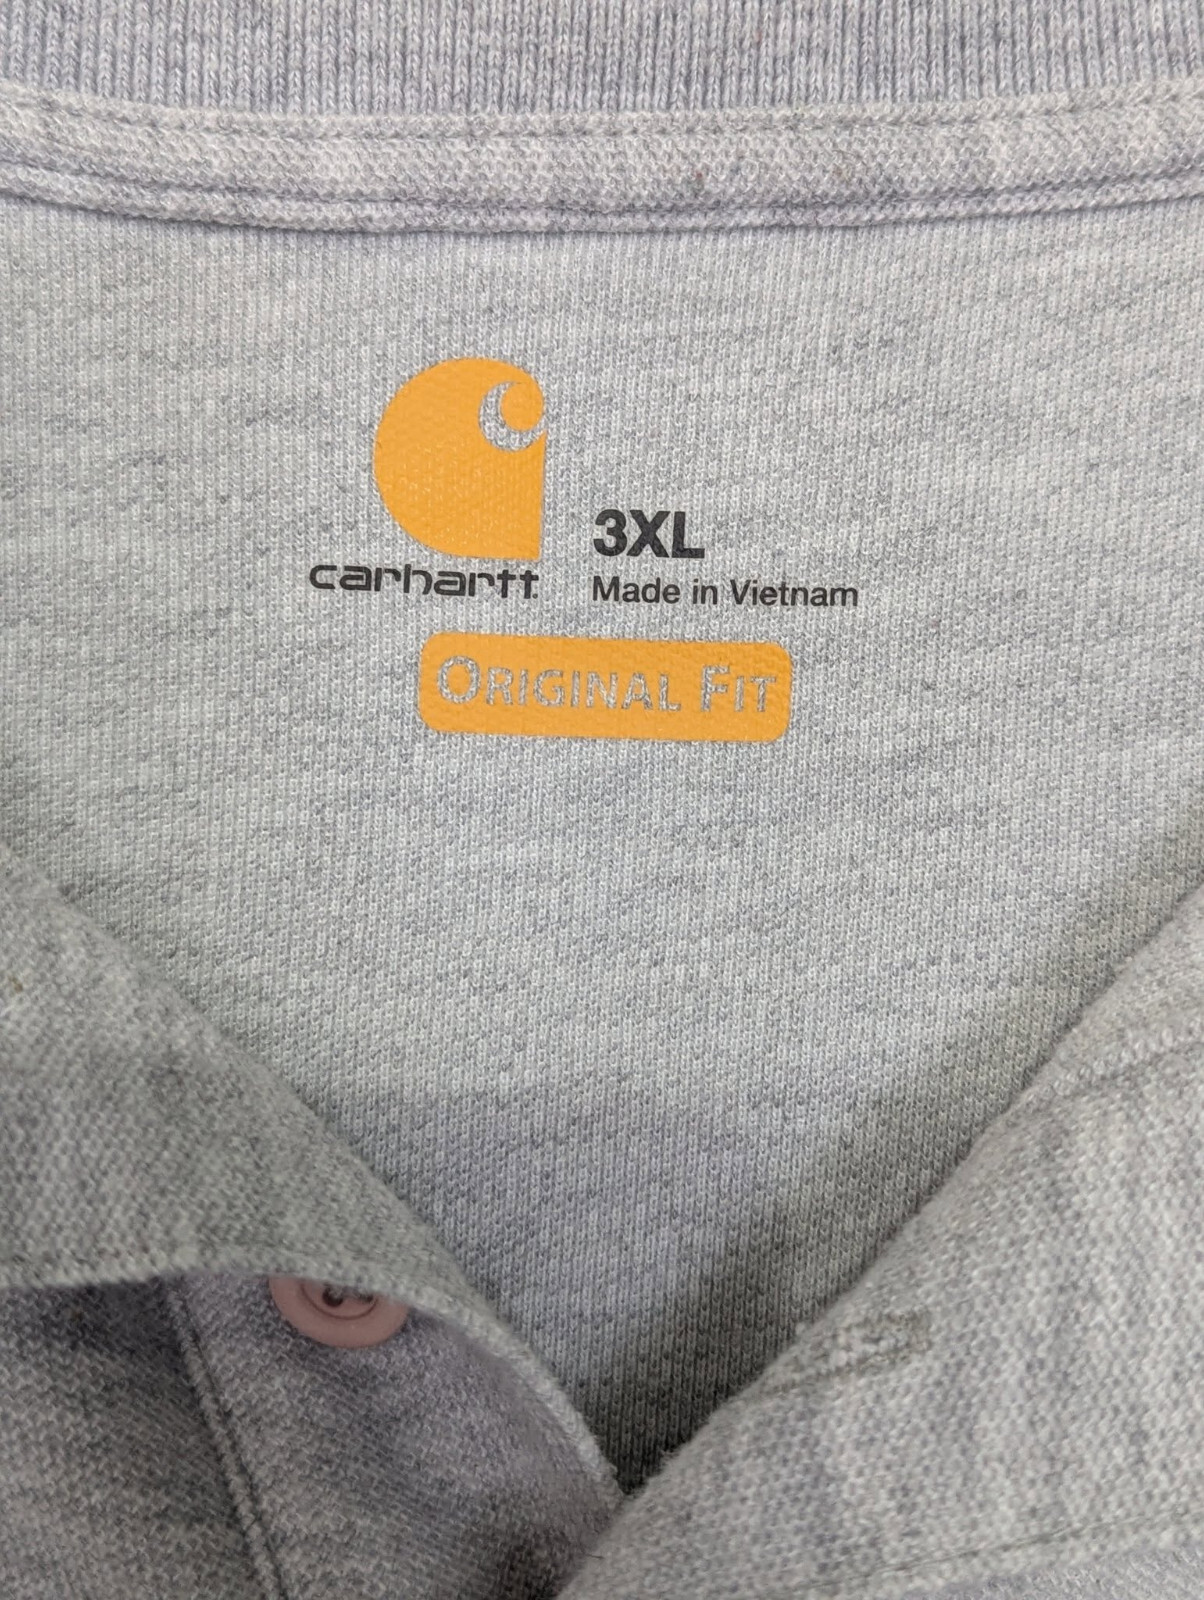 carhartt
3XL
Made in Vietnam
ORIGINAL FIT